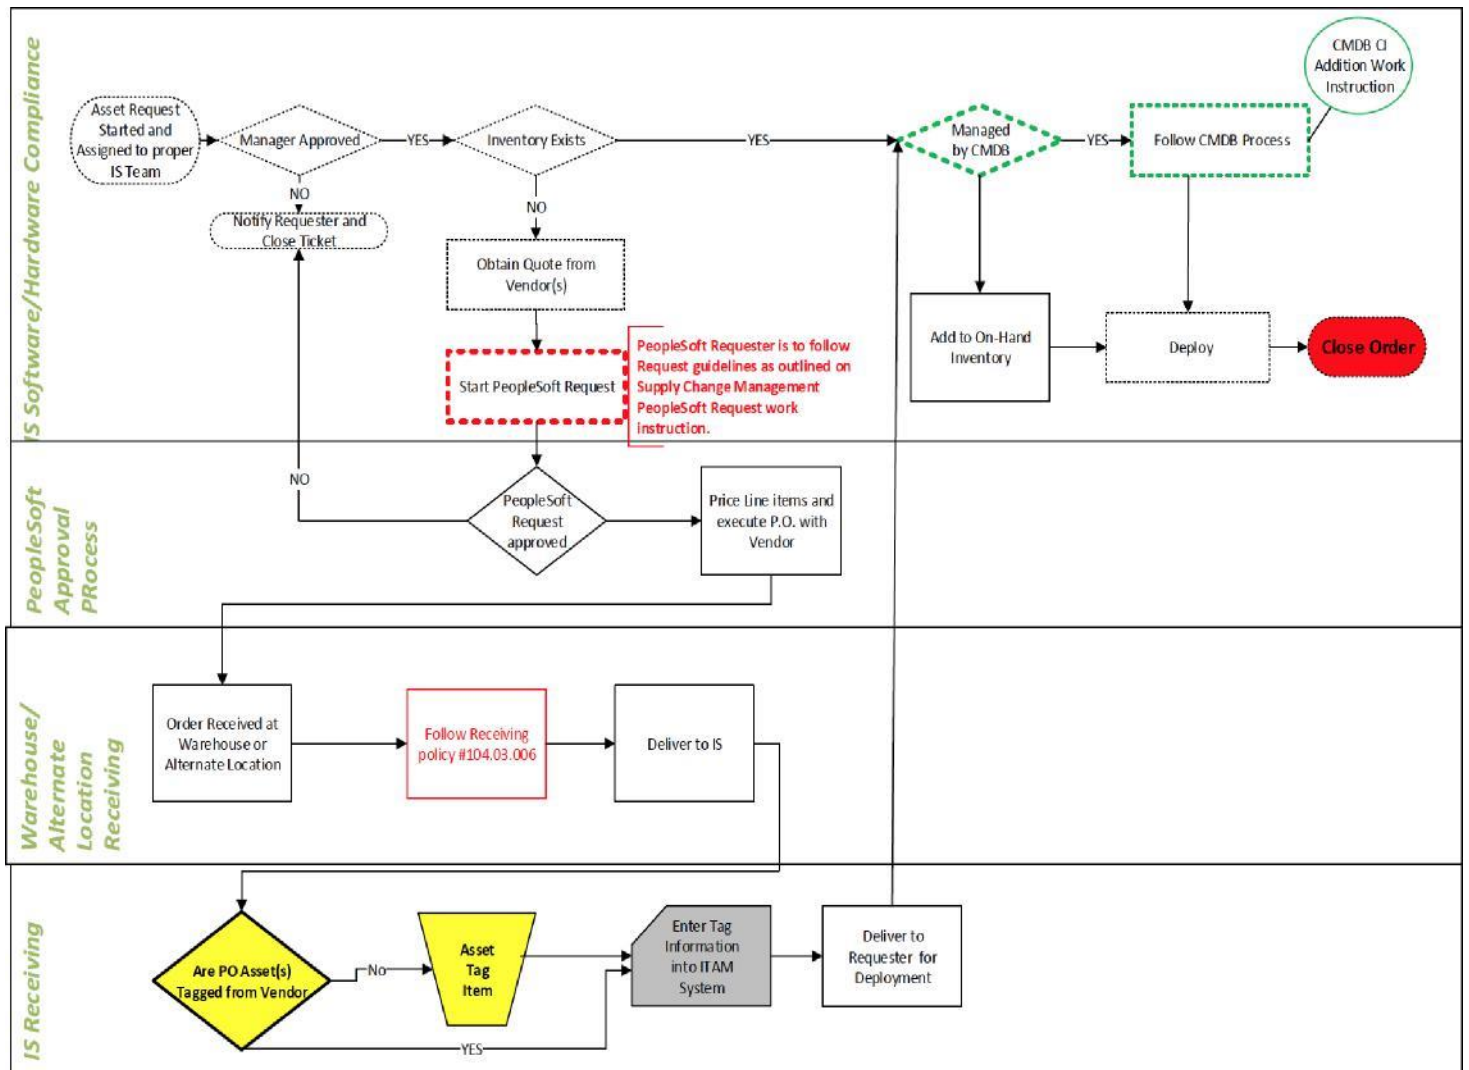 IS Software/Hardware Compliance
Asset Request
Started and
Assigned to proper
IS Team
Manager Approved
YES
Inventory Exists
YES
Managed
by CMDB
YES
Follow CMDB Process
CMDB CI
Addition Work
Instruction
NO
Notify Requester and
Close Ticket
NO
Obtain Quote from
Vendor(s)
Start PeopleSoft Request
PeopleSoft Requester is to follow
Request guidelines as outlined on
Supply Change Management
PeopleSoft Request work
instruction.
Add to On-Hand
Inventory
Deploy
Close Order
PeopleSoft
Approval
PRocess
NO
PeopleSoft
Request
approved
Price Line items and
execute P.O. with
Vendor
Warehouse/
Alternate
Location
Receiving
Order Received at
Warehouse or
Alternate Location
Follow Receiving
policy #104.03.006
Deliver to IS
IS Receiving
Are PO Asset(s)
Tagged from Vendor
No
Asset
Tag
Item
YES
Enter Tag
Information
into ITAM
System
Deliver to
Requester for
Deployment